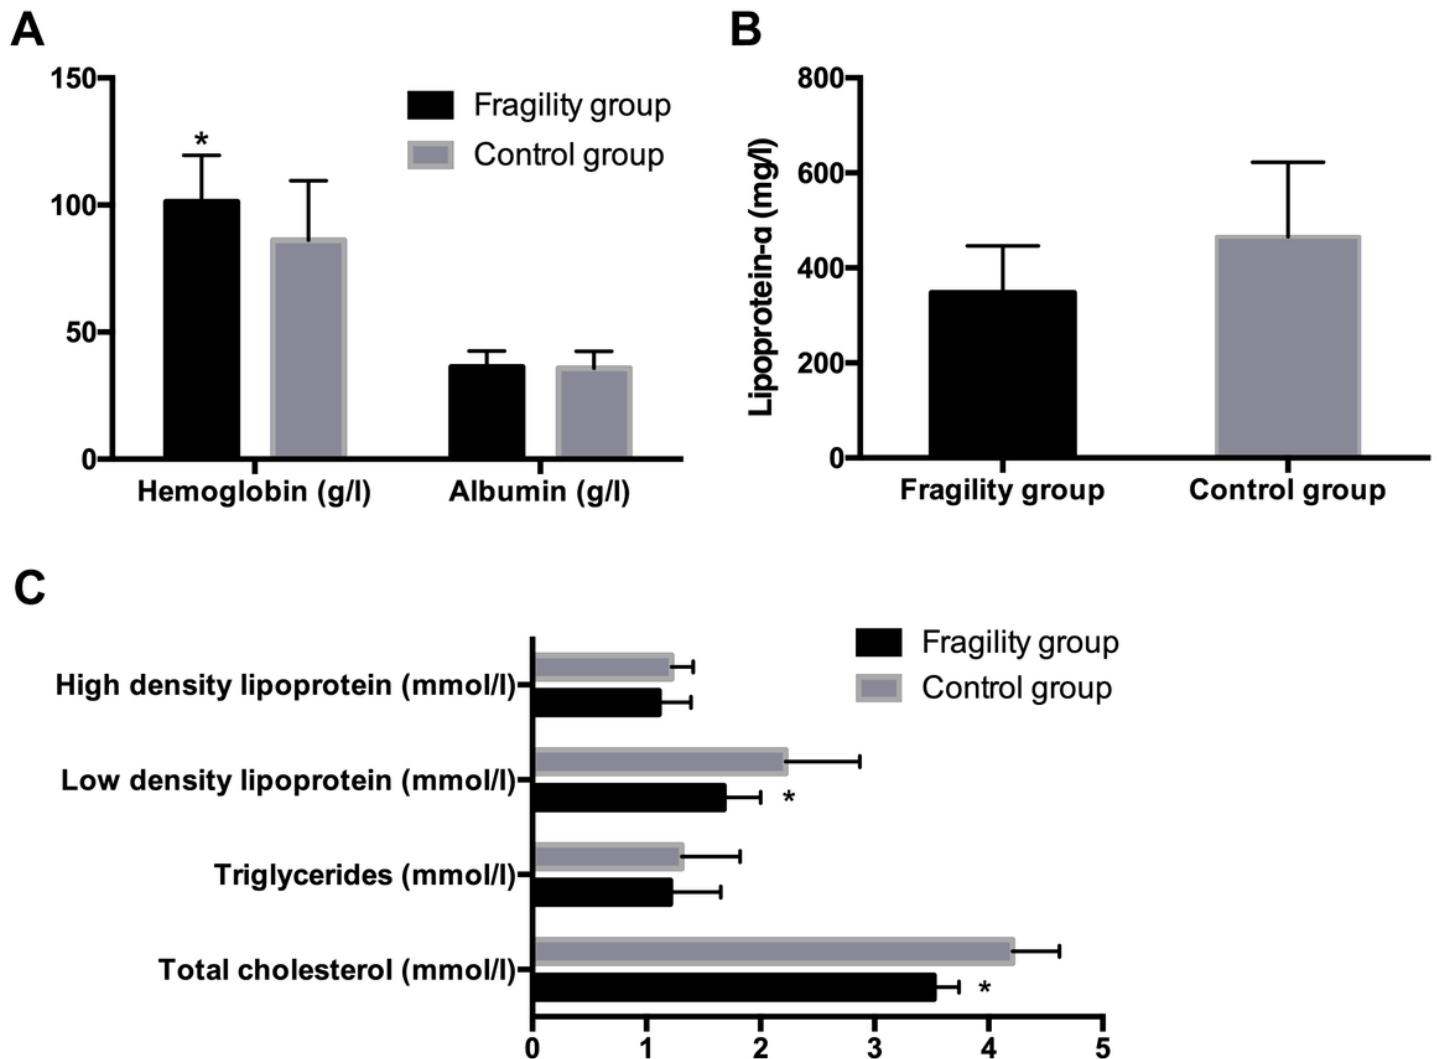 A
150
100
50
0
*
Fragility group
Control group
Hemoglobin (g/l)
Albumin (g/l)
B
Lipoprotein-α (mg/l)
800
600
400
200
0
Fragility group
Control group
C
Fragility group
Control group
High density lipoprotein (mmol/l)
Low density lipoprotein (mmol/l)
*
Triglycerides (mmol/l)
Total cholesterol (mmol/l)
*
0 1 2 3 4 5